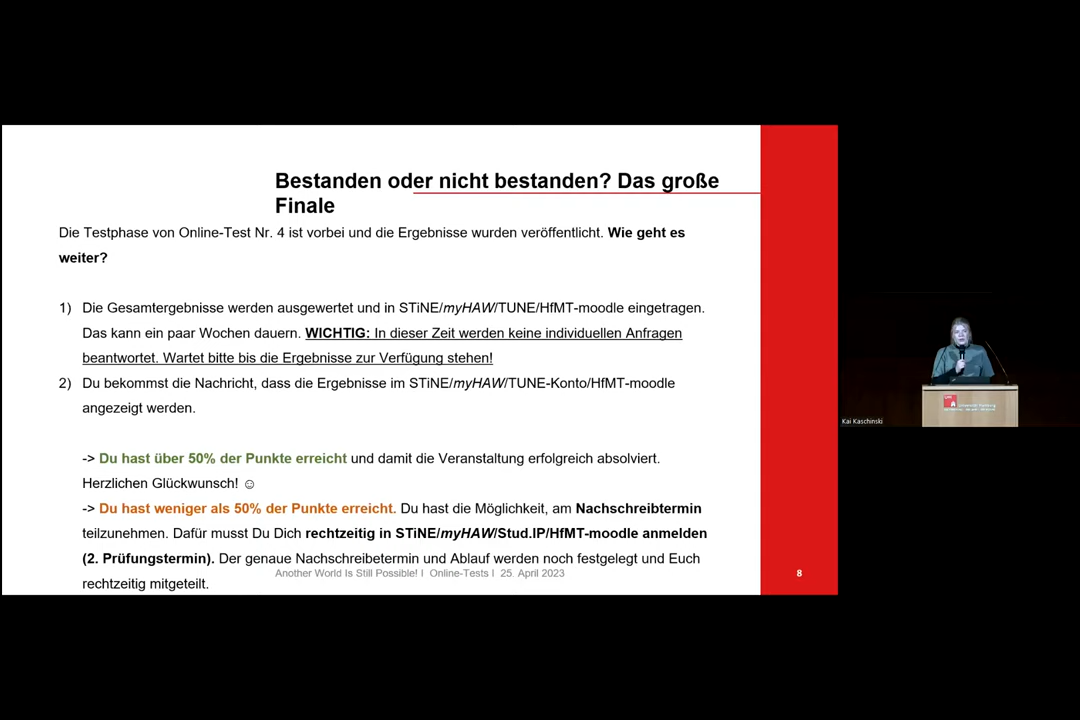 Bestanden oder nicht bestanden? Das große
Finale
Die Testphase von Online-Test Nr. 4 ist vorbei und die Ergebnisse wurden veröffentlicht. Wie geht es
weiter?
1) Die Gesamtergebnisse werden ausgewertet und in STiNE/myHAW/TUNE/HfMT-moodle eingetragen.
Das kann ein paar Wochen dauern. WICHTIG: In dieser Zeit werden keine individuellen Anfragen
beantwortet. Wartet bitte bis die Ergebnisse zur Verfügung stehen!
2) Du bekommst die Nachricht, dass die Ergebnisse im STiNE/myHAW/TUNE-Konto/HfMT-moodle
angezeigt werden.
-> Du hast über 50% der Punkte erreicht und damit die Veranstaltung erfolgreich absolviert.
Herzlichen Glückwunsch! ☺
-> Du hast weniger als 50% der Punkte erreicht. Du hast die Möglichkeit, am Nachschreibtermin
teilzunehmen. Dafür musst Du Dich rechtzeitig in STiNE/myHAW/Stud.IP/HfMT-moodle anmelden
(2. Prüfungstermin). Der genaue Nachschreibetermin und Ablauf werden noch festgelegt und Euch
rechtzeitig mitgeteilt.
Another World Is Still Possible! I Online-Tests I 25. April 2023
8
Kai Kaschinski